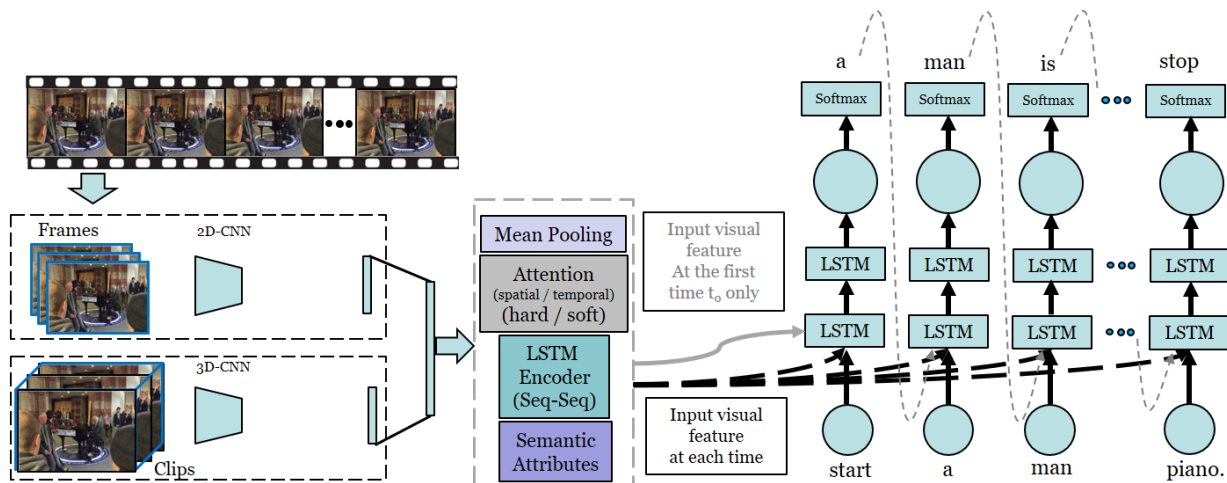 a man is stop
Softmax Softmax Softmax Softmax
Frames
2D-CNN
Mean Pooling
Attention
(spatial / temporal)
(hard / soft)
LSTM
Encoder
(Seq-Seq)
Semantic
Attributes
Input visual
feature
At the first
time t₀ only
LSTM LSTM LSTM LSTM
LSTM LSTM LSTM LSTM
3D-CNN
Clips
Input visual
feature
at each time
start a man piano.